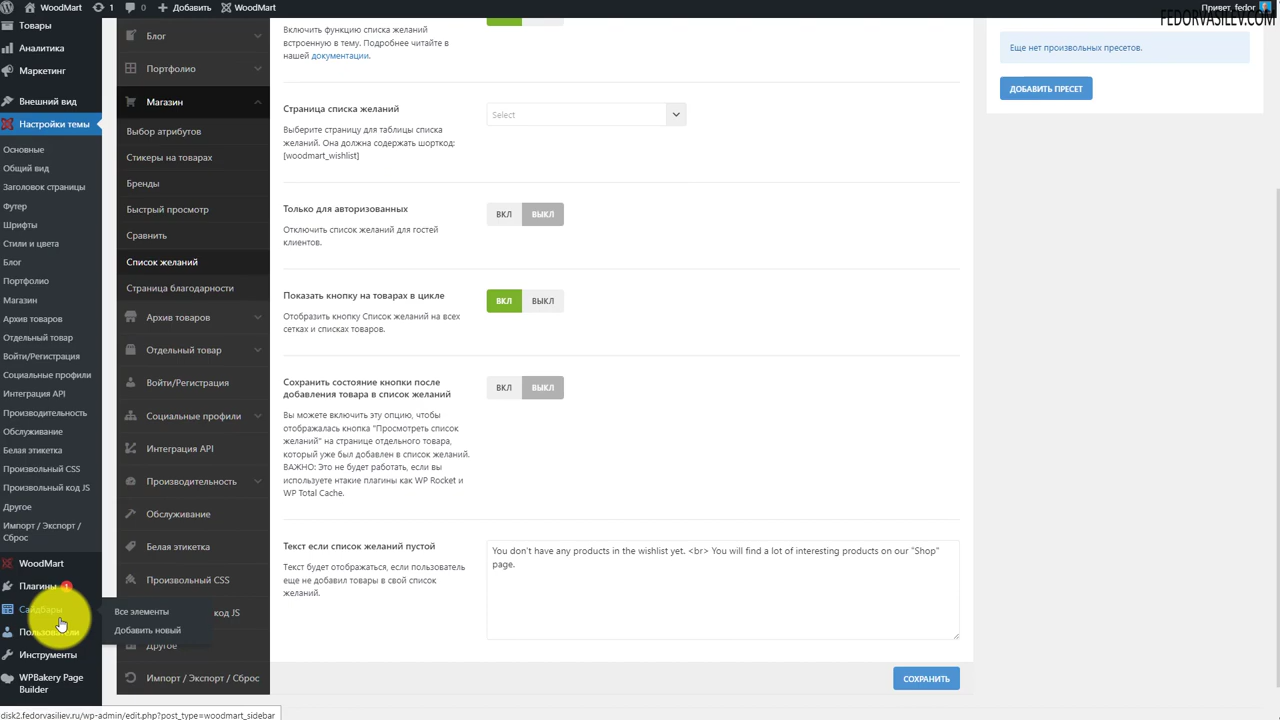 WoodMart
1
0
Добавить
WoodMart
Привет, fedor
FEDORVASILEV.COM
Товары
Аналитика
Маркетинг
Внешний вид
Настройки темы
Основные
Общий вид
Заголовок страницы
Футер
Шрифты
Стили и цвета
Блог
Портфолио
Магазин
Архив товаров
Отдельный товар
Войти/Регистрация
Социальные профили
Интеграция API
Производительность
Обслуживание
Белая этикетка
Произвольный CSS
Произвольный код JS
Другое
Импорт / Экспорт /
Сброс
WoodMart
Плагины 1
Сайдбары
Пользователи
Инструменты
WPBakery Page
Builder
Все элементы
Добавить новый
Блог
Портфолио
Магазин
Выбор атрибутов
Стикеры на товарах
Бренды
Быстрый просмотр
Сравнить
Список желаний
Страница благодарности
Архив товаров
Отдельный товар
Войти/Регистрация
Социальные профили
Интеграция API
Производительность
Обслуживание
Белая этикетка
Произвольный CSS
код JS
Другое
Импорт / Экспорт / Сброс
Включить функцию списка желаний
встроенную в тему. Подробнее читайте в
нашей документации.
Страница списка желаний
Выберите страницу для таблицы списка
желаний. Она должна содержать шорткод:
[woodmart_wishlist]
Select
Только для авторизованных
Отключить список желаний для гостей
клиентов.
ВКЛ ВЫКЛ
Показать кнопку на товарах в цикле
Отобразить кнопку Список желаний на всех
сетках и списках товаров.
ВКЛ ВЫКЛ
Сохранить состояние кнопки после
добавления товара в список желаний
Вы можете включить эту опцию, чтобы
отображалась кнопка "Просмотреть список
желаний" на странице отдельного товара,
который уже был добавлен в список желаний.
ВАЖНО: Это не будет работать, если вы
используете нтакие плагины как WP Rocket и
WP Total Cache.
ВКЛ ВЫКЛ
Текст если список желаний пустой
Текст будет отображаться, если пользователь
еще не добавил товары в свой список
желаний.
You don't have any products in the wishlist yet. <br> You will find a lot of interesting products on our "Shop"
page.
СОХРАНИТЬ
Еще нет произвольных пресетов.
ДОБАВИТЬ ПРЕСЕТ
disk2.fedorvasiliev.ru/wp-admin/edit.php?post_type=woodmart_sidebar